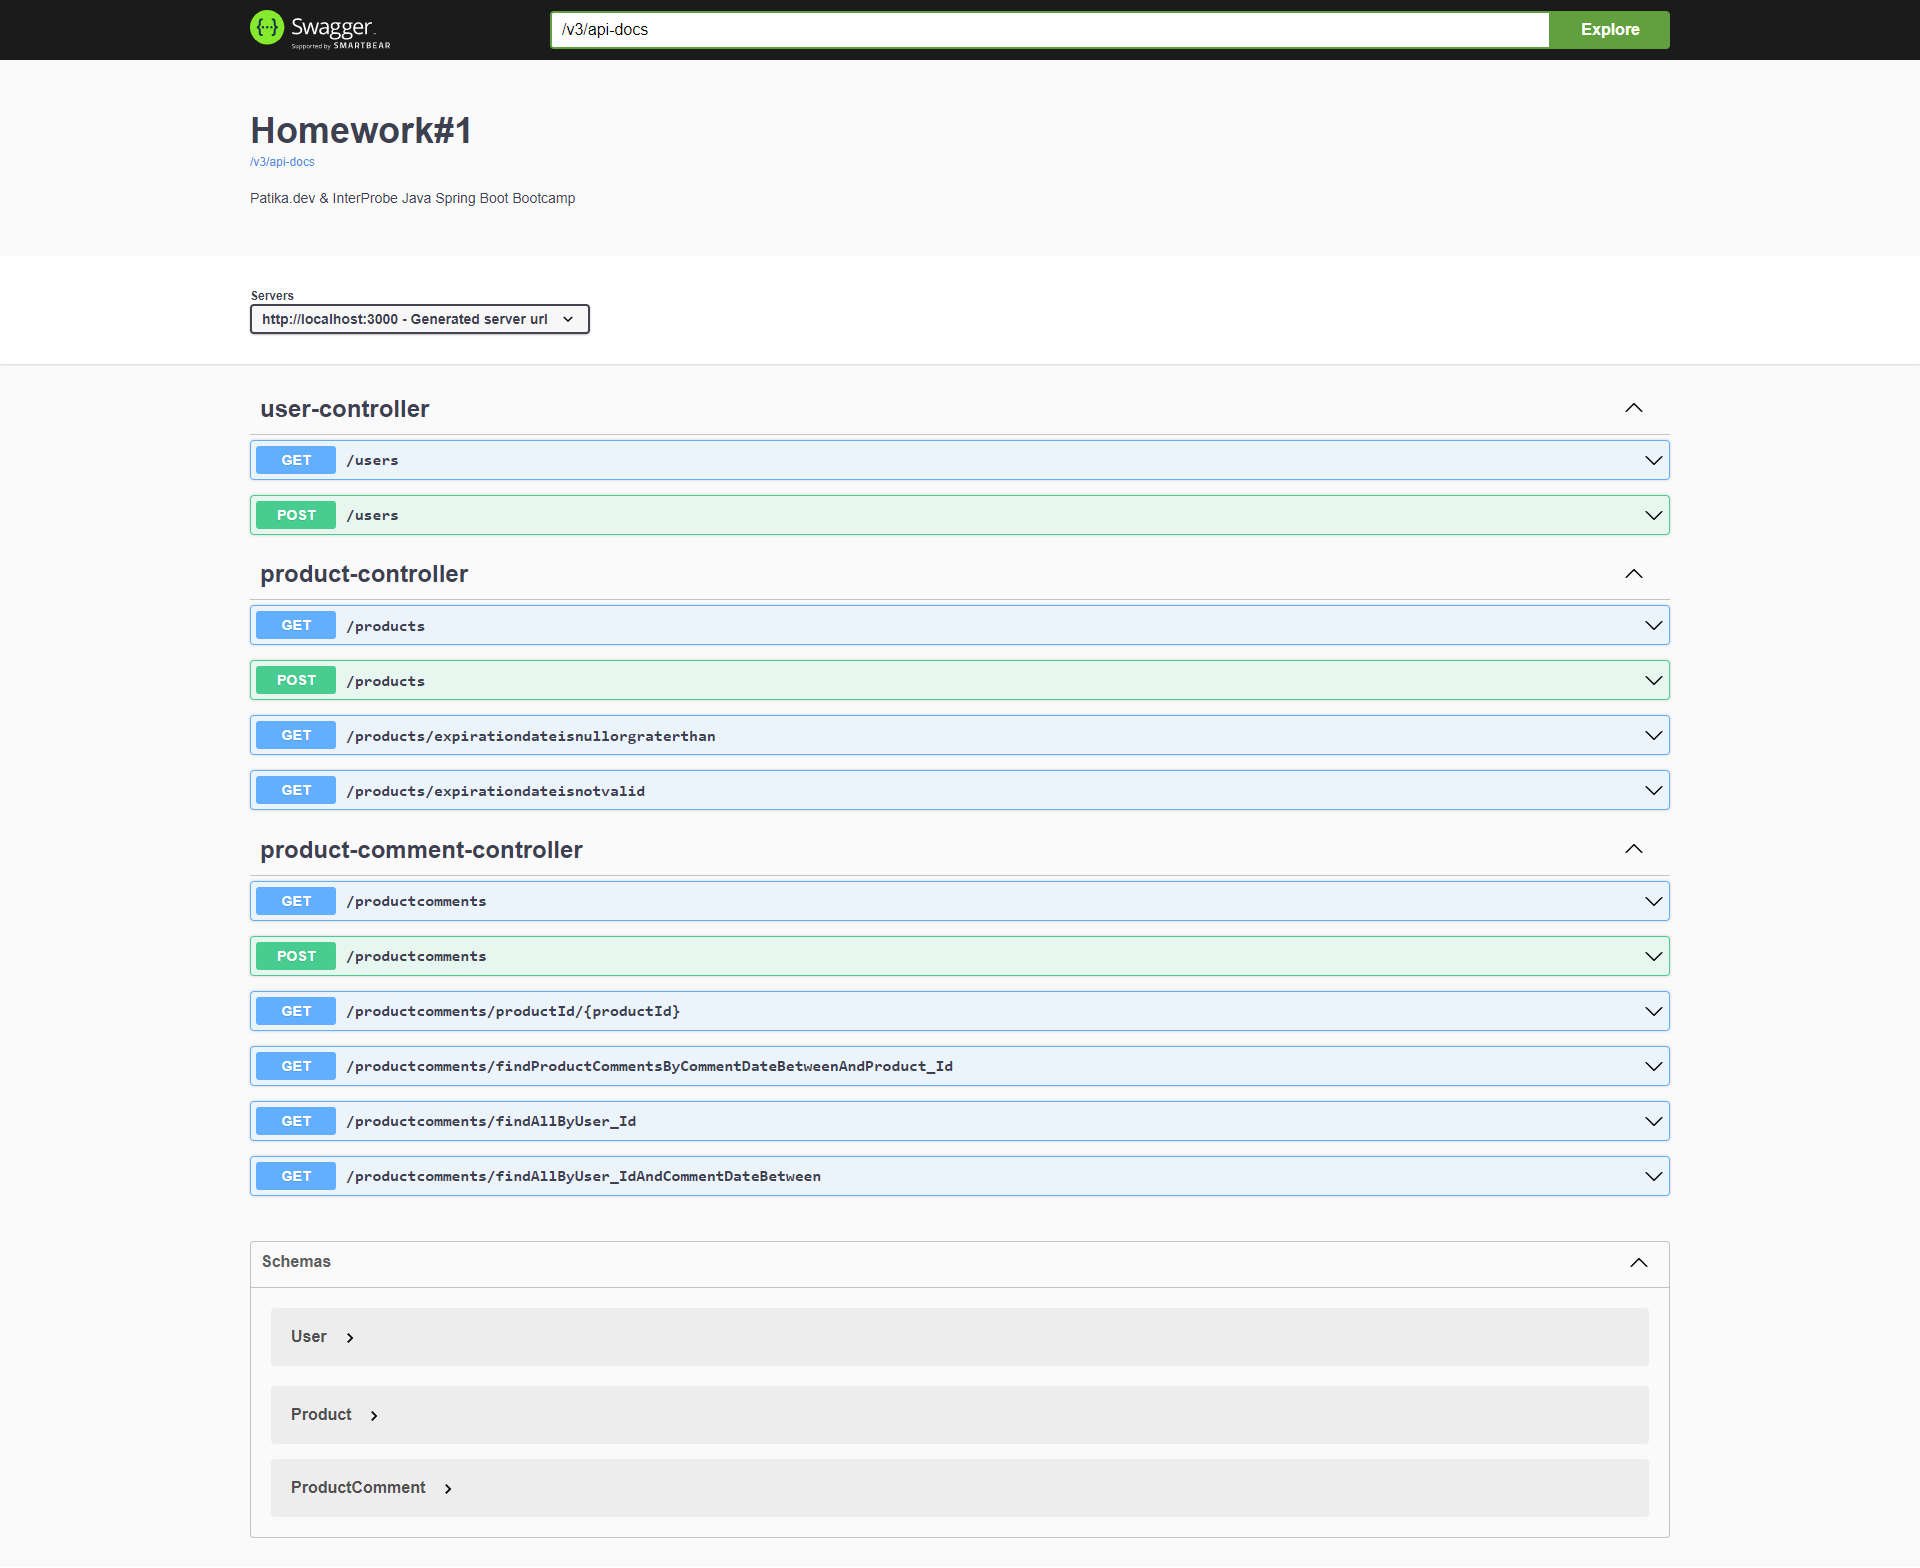 Swagger
Supported by SMARTBEAR
/v3/api-docs
Explore
Homework#1
/v3/api-docs
Patika.dev & InterProbe Java Spring Boot Bootcamp
Servers
http://localhost:3000 - Generated server url
user-controller
GET /users
POST /users
product-controller
GET /products
POST /products
GET /products/expirationdateisnullorgraterthan
GET /products/expirationdateisnotvalid
product-comment-controller
GET /productcomments
POST /productcomments
GET /productcomments/productId/{productId}
GET /productcomments/findProductCommentsByCommentDateBetweenAndProduct_Id
GET /productcomments/findAllByUser_Id
GET /productcomments/findAllByUser_IdAndCommentDateBetween
Schemas
User
Product
ProductComment